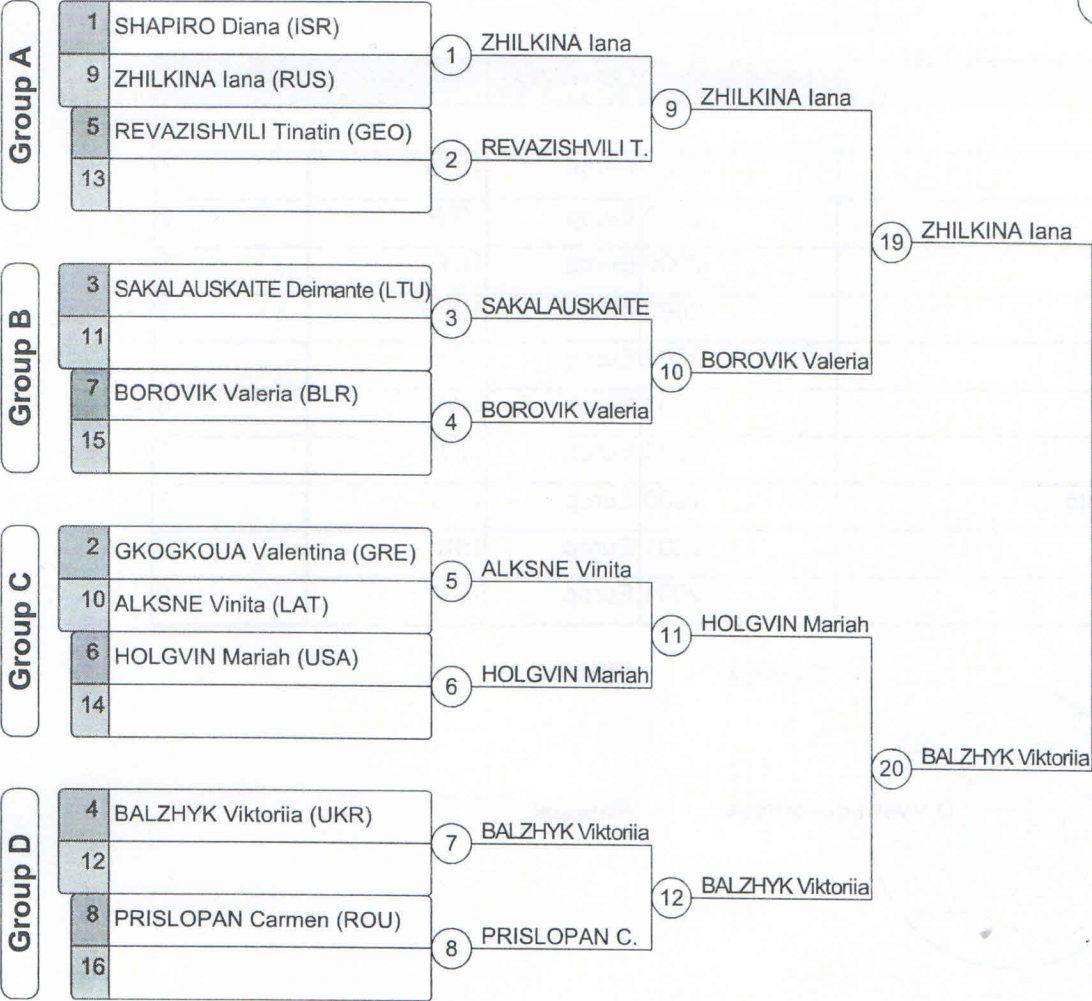 Group A
1 SHAPIRO Diana (ISR)
9 ZHILKINA Iana (RUS)
5 REVAZISHVILI Tinatin (GEO)
13
1 ZHILKINA Iana
2 REVAZISHVILI T.
9 ZHILKINA Iana
Group B
3 SAKALAUSKAITE Deimante (LTU)
11
7 BOROVIK Valeria (BLR)
15
3 SAKALAUSKAITE
4 BOROVIK Valeria
10 BOROVIK Valeria
19 ZHILKINA Iana
Group C
2 GKOGKOUA Valentina (GRE)
10 ALKSNE Vinita (LAT)
6 HOLGVIN Mariah (USA)
14
5 ALKSNE Vinita
6 HOLGVIN Mariah
11 HOLGVIN Mariah
Group D
4 BALZHYK Viktoriia (UKR)
12
8 PRISLOPAN Carmen (ROU)
16
7 BALZHYK Viktoriia
8 PRISLOPAN C.
12 BALZHYK Viktoriia
20 BALZHYK Viktoriia